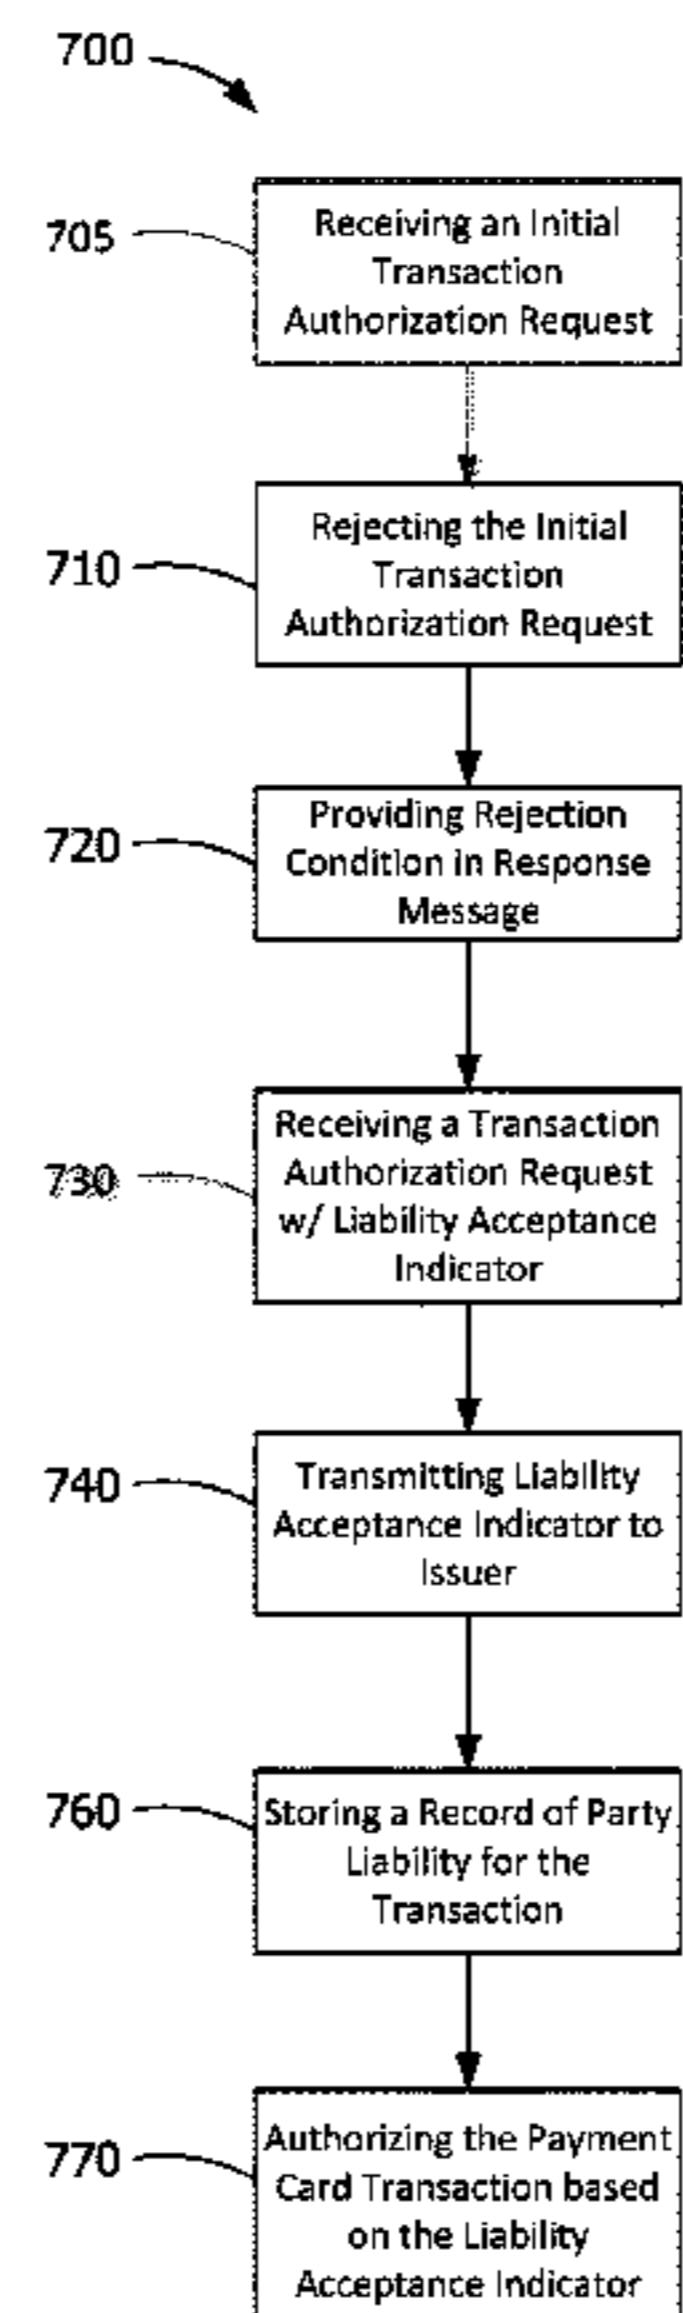 700
705
Receiving an Initial
Transaction
Authorization Request
710
Rejecting the Initial
Transaction
Authorization Request
720
Providing Rejection
Condition in Response
Message
730
Receiving a Transaction
Authorization Request
w/ Liability Acceptance
Indicator
740
Transmitting Liability
Acceptance Indicator to
Issuer
760
Storing a Record of Party
Liability for the
Transaction
770
Authorizing the Payment
Card Transaction based
on the Liability
Acceptance Indicator